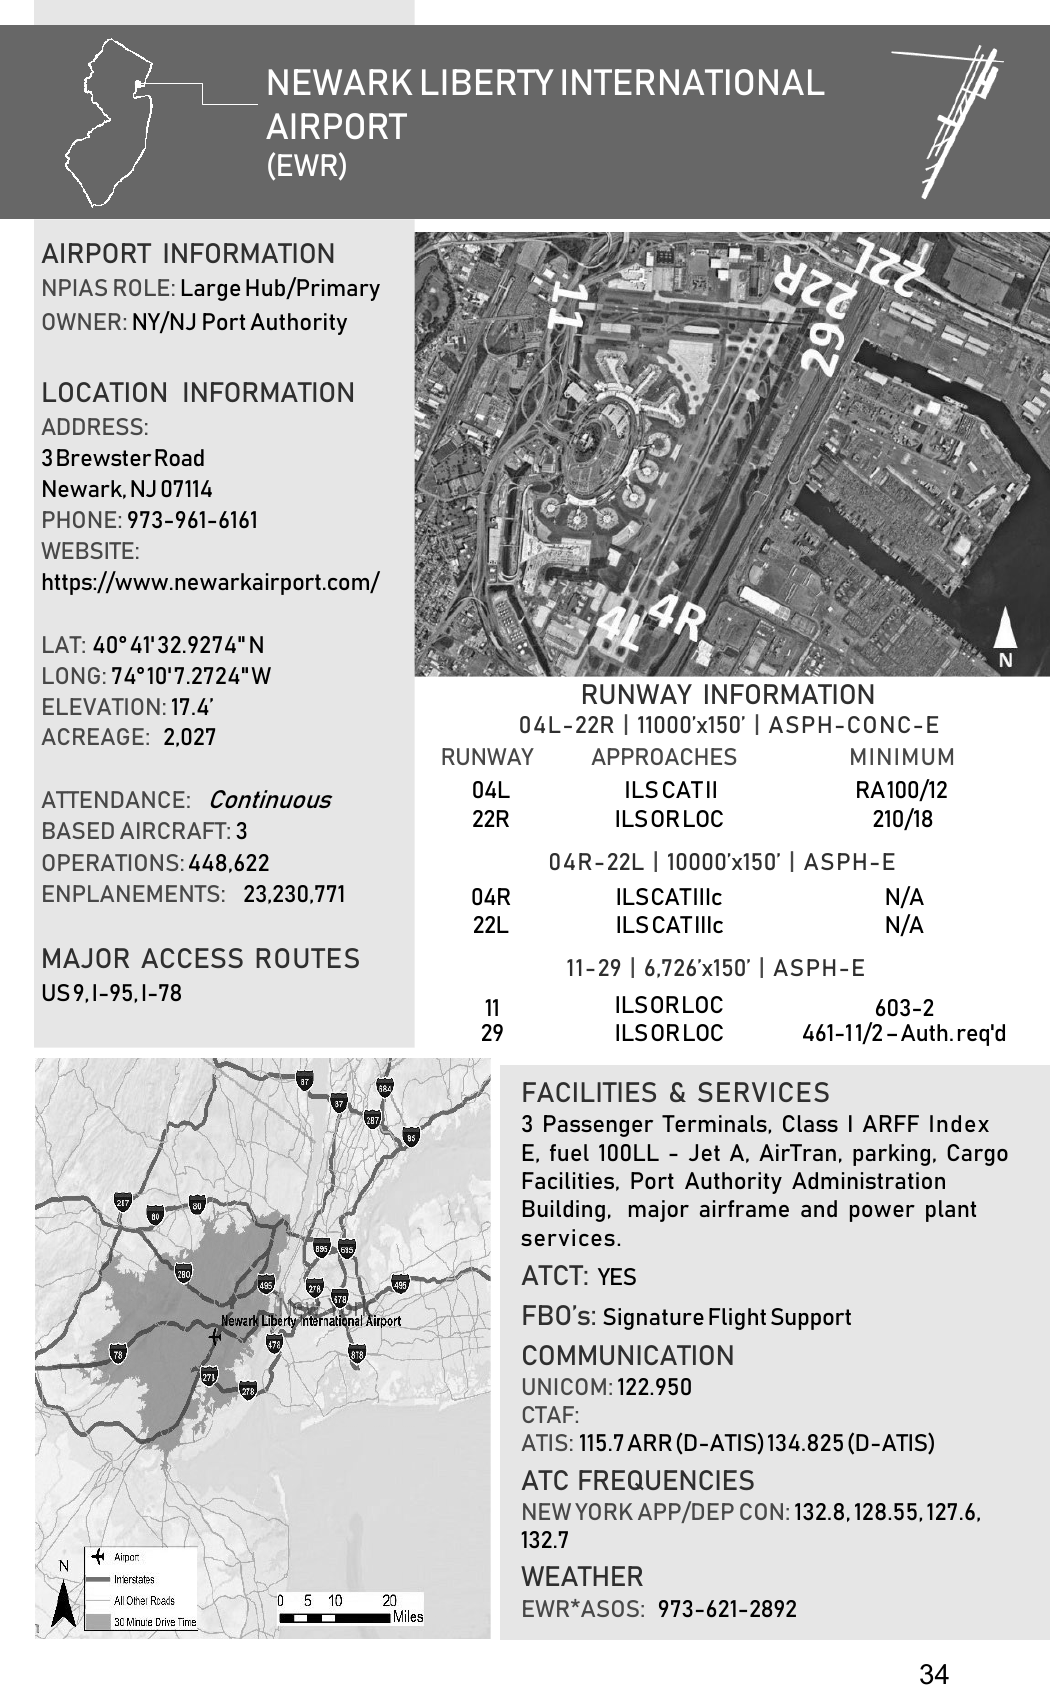 NEWARK LIBERTY INTERNATIONAL
AIRPORT
(EWR)
AIRPORT INFORMATION
NPIAS ROLE: Large Hub/Primary
OWNER: NY/NJ Port Authority
LOCATION INFORMATION
ADDRESS:
3 Brewster Road
Newark, NJ 07114
PHONE: 973-961-6161
WEBSITE:
https://www.newarkairport.com/
LAT: 40° 41' 32.9274" N
LONG: 74° 10' 7.2724" W
ELEVATION: 17.4’
ACREAGE: 2,027
ATTENDANCE: Continuous
BASED AIRCRAFT: 3
OPERATIONS: 448,622
ENPLANEMENTS: 23,230,771
MAJOR ACCESS ROUTES
US 9, I-95, I-78
11
22R
22L
29
4L
4R
N
RUNWAY INFORMATION
04L-22R | 11000’x150’ | ASPH-CONC-E
RUNWAY APPROACHES MINIMUM
04L ILS CAT II RA 100/12
22R ILS OR LOC 210/18
04R-22L | 10000’x150’ | ASPH-E
04R ILS CAT IIIc N/A
22L ILS CAT IIIc N/A
11-29 | 6,726’x150’ | ASPH-E
11 ILS OR LOC 603-2
29 ILS OR LOC 461-11/2 – Auth. req'd
87
684
87
287
95
287
80
80
280
495
895
695
278
678
495
Newark Liberty International Airport
78
478
878
278
N
Airport
Interstates
All Other Roads
30 Minute Drive Time
0 5 10 20
Miles
FACILITIES & SERVICES
3 Passenger Terminals, Class I ARFF Index
E, fuel 100LL - Jet A, AirTran, parking, Cargo
Facilities, Port Authority Administration
Building, major airframe and power plant
services.
ATCT: YES
FBO’s: Signature Flight Support
COMMUNICATION
UNICOM: 122.950
CTAF:
ATIS: 115.7 ARR (D-ATIS) 134.825 (D-ATIS)
ATC FREQUENCIES
NEW YORK APP/DEP CON: 132.8, 128.55, 127.6,
132.7
WEATHER
EWR*ASOS: 973-621-2892
34